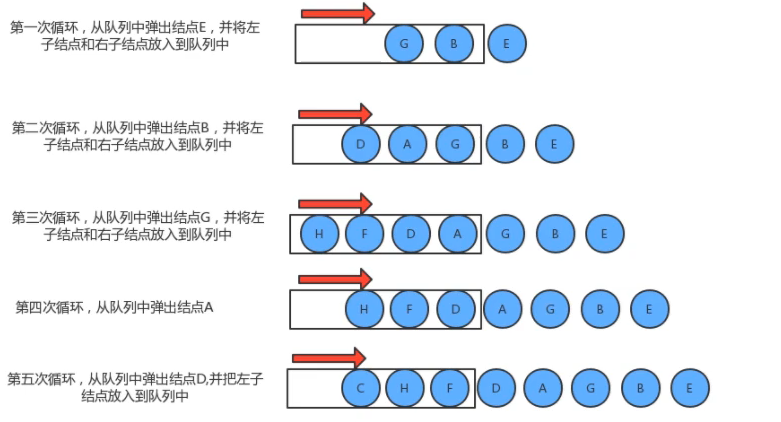 第一次循环，从队列中弹出结点E，并将左
子结点和右子结点放入到队列中
G B E
第二次循环，从队列中弹出结点B，并将左
子结点和右子结点放入到队列中
D A G B E
第三次循环，从队列中弹出结点G，并将左
子结点和右子结点放入到队列中
H F D A G B E
第四次循环，从队列中弹出结点A
H F D A G B E
第五次循环，从队列中弹出结点D,并把左子
结点放入到队列中
C H F D A G B E